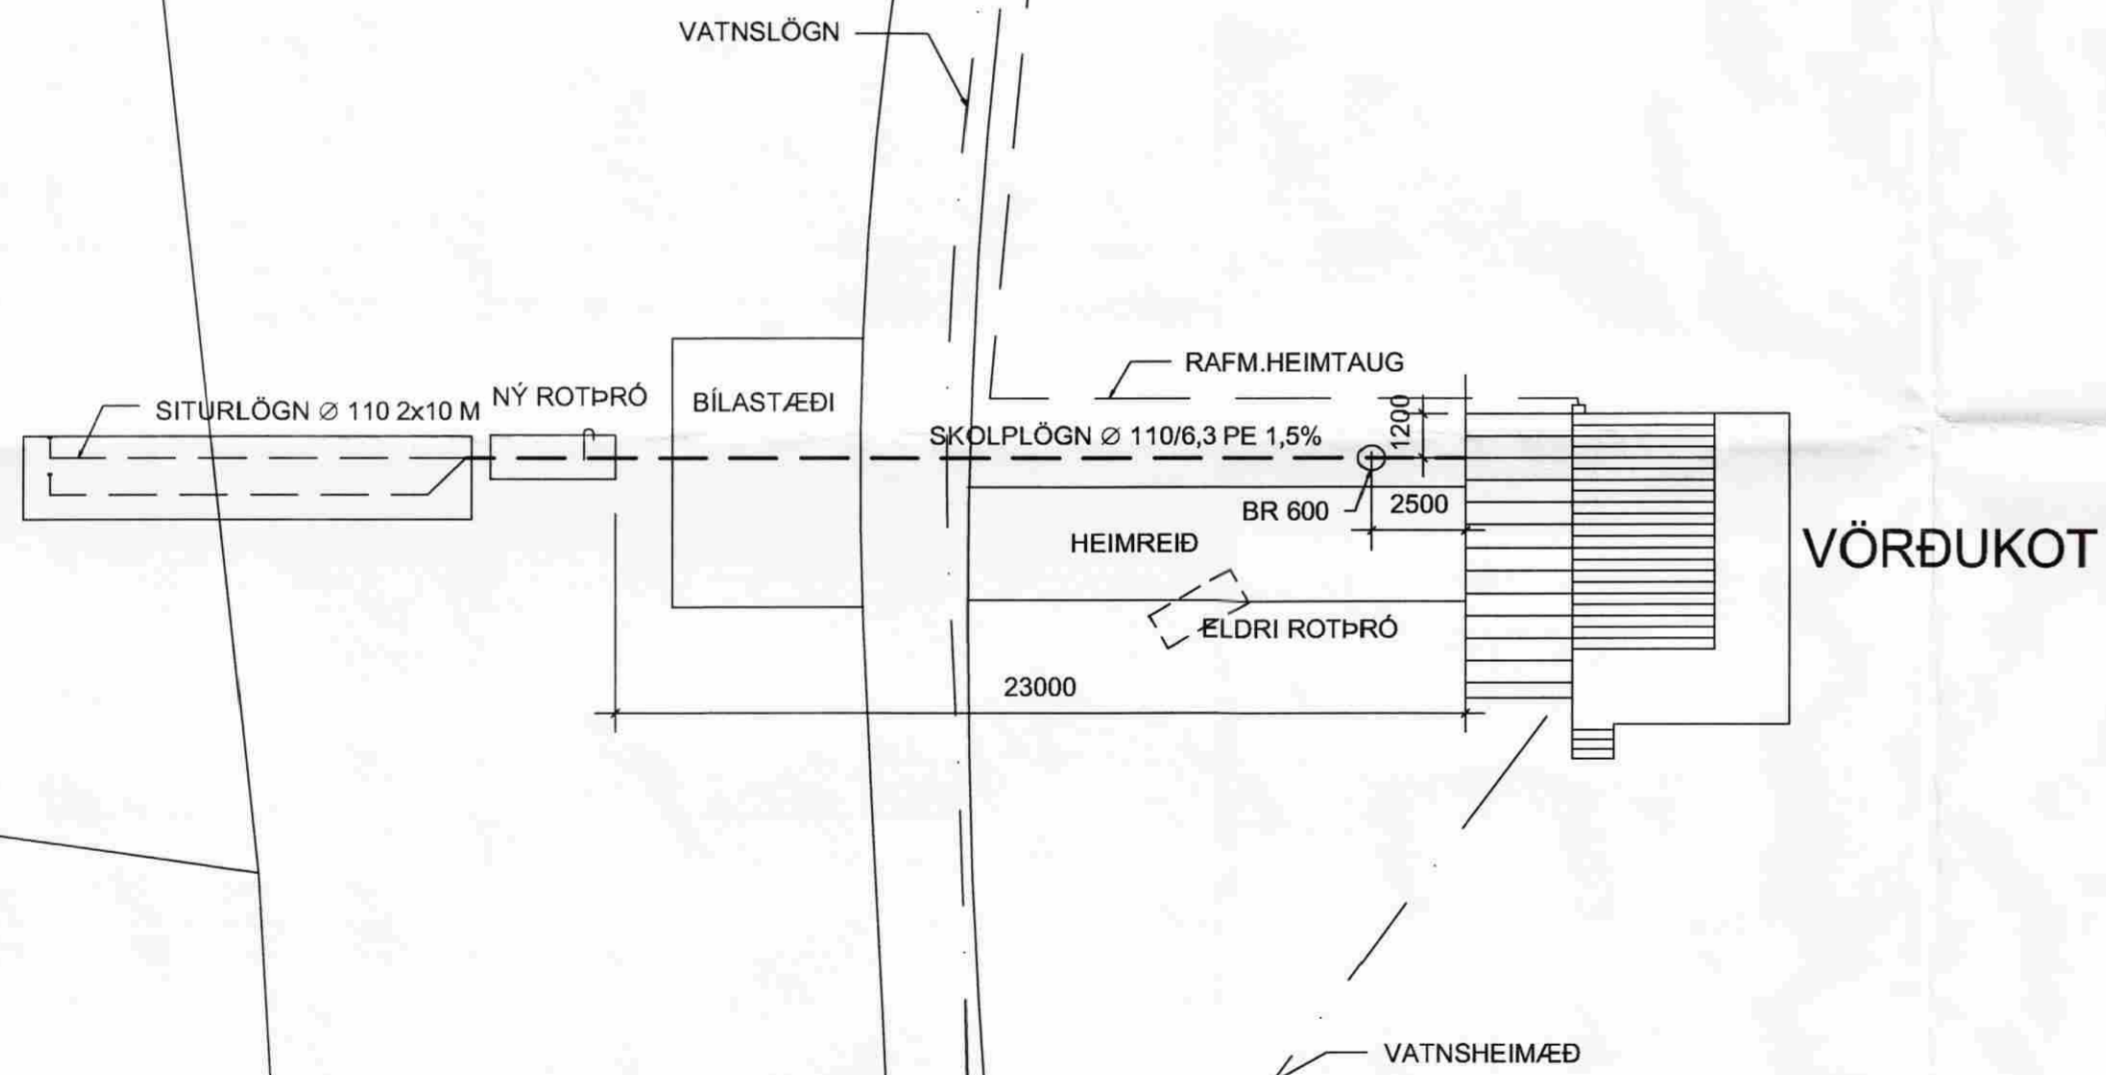 VATNSLÖGN
RAFM.HEIMTAUG
SITURLÖGN Ø 110 2x10 M
NÝ ROTÞRÓ
BÍLASTÆÐI
1200
SKOLPLÖGN Ø 110/6,3 PE 1,5%
BR 600
2500
HEIMREIÐ
VÖRÐUKOT
ELDRI ROTÞRÓ
23000
VATNSHEIMÆÐ